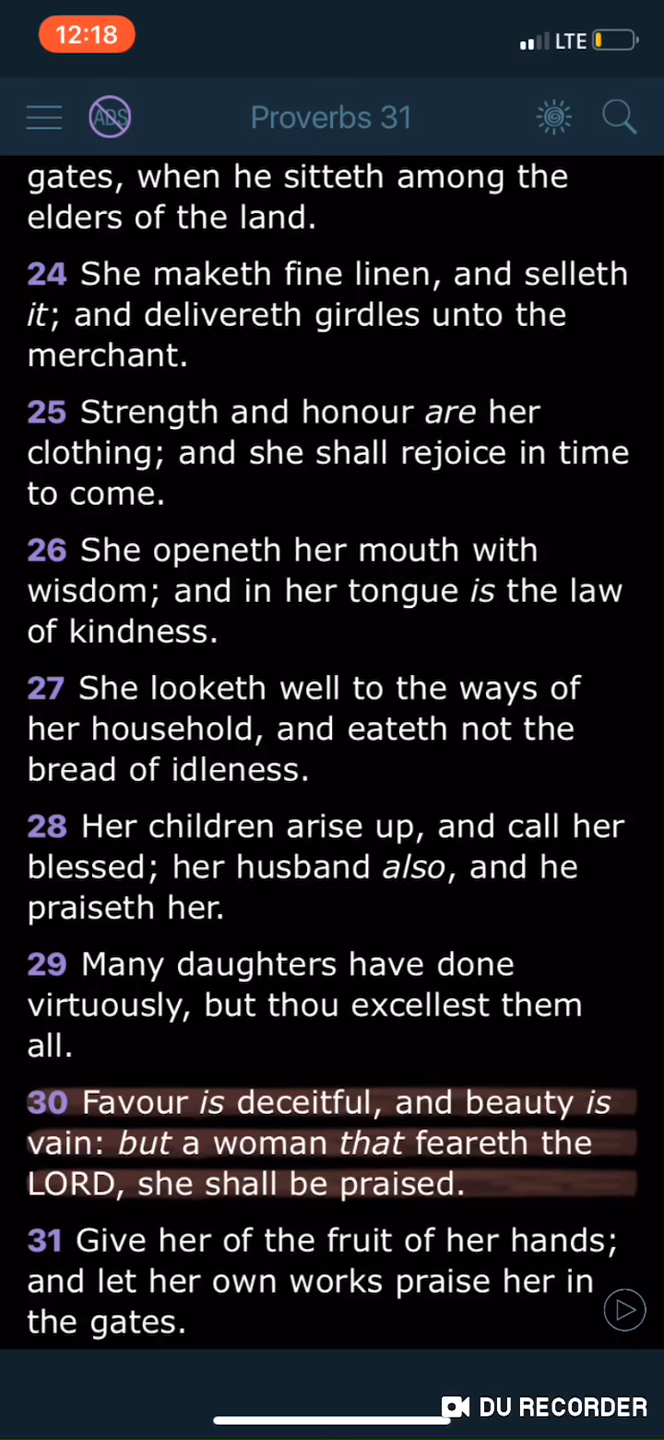 12:18
LTE
ADS
Proverbs 31
gates, when he sitteth among the
elders of the land.
24 She maketh fine linen, and selleth
it; and delivereth girdles unto the
merchant.
25 Strength and honour are her
clothing; and she shall rejoice in time
to come.
26 She openeth her mouth with
wisdom; and in her tongue is the law
of kindness.
27 She looketh well to the ways of
her household, and eateth not the
bread of idleness.
28 Her children arise up, and call her
blessed; her husband also, and he
praiseth her.
29 Many daughters have done
virtuously, but thou excellest them
all.
30 Favour is deceitful, and beauty is
vain: but a woman that feareth the
LORD, she shall be praised.
31 Give her of the fruit of her hands;
and let her own works praise her in
the gates.
DU RECORDER